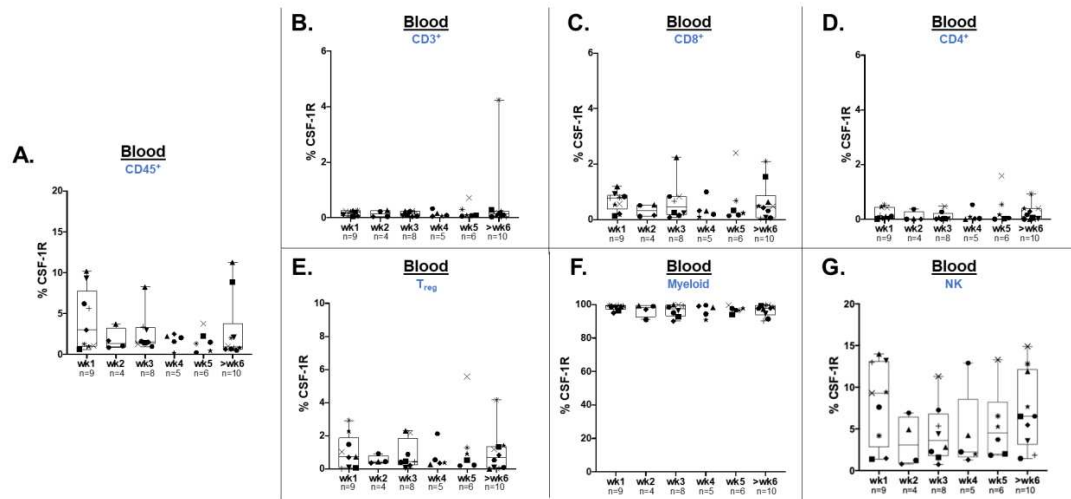 A.
Blood
CD45⁺
% CSF-1R
20
15
10
5
0
wk1 wk2 wk3 wk4 wk5 >wk6
n=9 n=4 n=8 n=5 n=6 n=10
B.
Blood
CD3⁺
% CSF-1R
6
4
2
0
wk1 wk2 wk3 wk4 wk5 >wk6
n=9 n=4 n=8 n=5 n=6 n=10
C.
Blood
CD8⁺
% CSF-1R
6
4
2
0
wk1 wk2 wk3 wk4 wk5 >wk6
n=9 n=4 n=8 n=5 n=6 n=10
D.
Blood
CD4⁺
% CSF-1R
6
4
2
0
wk1 wk2 wk3 wk4 wk5 >wk6
n=9 n=4 n=8 n=5 n=6 n=10
E.
Blood
Treg
% CSF-1R
10
8
6
4
2
0
wk1 wk2 wk3 wk4 wk5 >wk6
n=9 n=4 n=8 n=5 n=6 n=10
F.
Blood
Myeloid
% CSF-1R
100
80
60
40
20
0
wk1 wk2 wk3 wk4 wk5 >wk6
n=9 n=4 n=8 n=5 n=6 n=10
G.
Blood
NK
% CSF-1R
20
15
10
5
0
wk1 wk2 wk3 wk4 wk5 >wk6
n=9 n=4 n=8 n=5 n=6 n=10